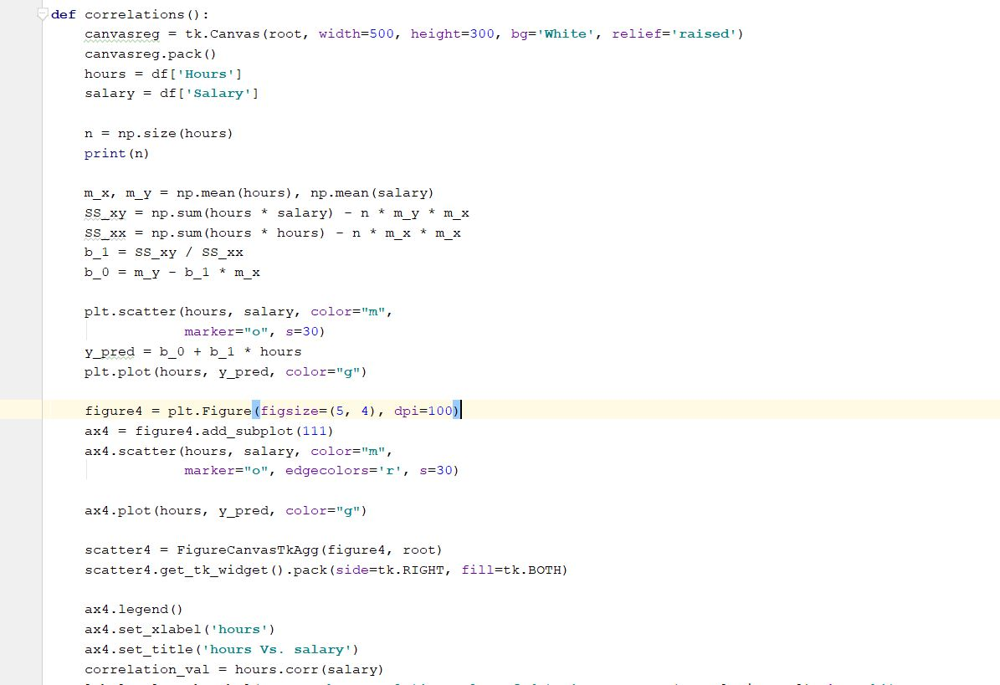 def correlations():
    canvasreg = tk.Canvas(root, width=500, height=300, bg='White', relief='raised')
    canvasreg.pack()
    hours = df['Hours']
    salary = df['Salary']

    n = np.size(hours)
    print(n)

    m_x, m_y = np.mean(hours), np.mean(salary)
    SS_xy = np.sum(hours * salary) - n * m_y * m_x
    SS_xx = np.sum(hours * hours) - n * m_x * m_x
    b_1 = SS_xy / SS_xx
    b_0 = m_y - b_1 * m_x

    plt.scatter(hours, salary, color="m",
                marker="o", s=30)
    y_pred = b_0 + b_1 * hours
    plt.plot(hours, y_pred, color="g")

    figure4 = plt.Figure(figsize=(5, 4), dpi=100)
    ax4 = figure4.add_subplot(111)
    ax4.scatter(hours, salary, color="m",
                marker="o", edgecolors='r', s=30)

    ax4.plot(hours, y_pred, color="g")

    scatter4 = FigureCanvasTkAgg(figure4, root)
    scatter4.get_tk_widget().pack(side=tk.RIGHT, fill=tk.BOTH)

    ax4.legend()
    ax4.set_xlabel('hours')
    ax4.set_title('hours Vs. salary')
    correlation_val = hours.corr(salary)